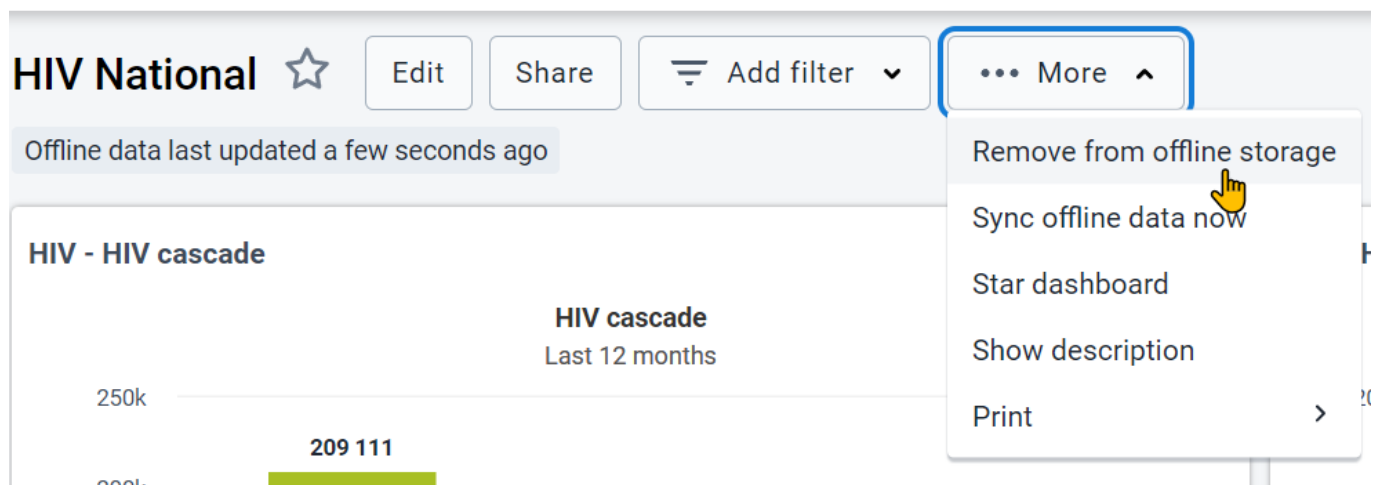 HIV National
Edit
Share
Add filter
More
Offline data last updated a few seconds ago
Remove from offline storage
Sync offline data now
Star dashboard
Show description
Print
HIV - HIV cascade
HIV cascade
Last 12 months
250k
209 111